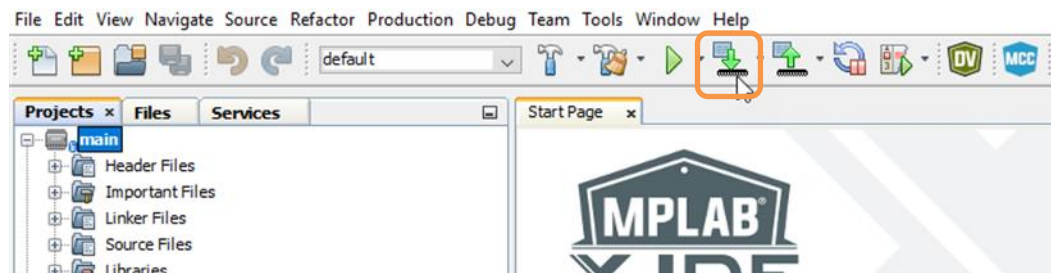 File Edit View Navigate Source Refactor Production Debug Team Tools Window Help
default
DV MCC
Projects × Files Services Start Page ×
main
Header Files
Important Files
Linker Files
Source Files
Libraries
MPLAB®
X IDE